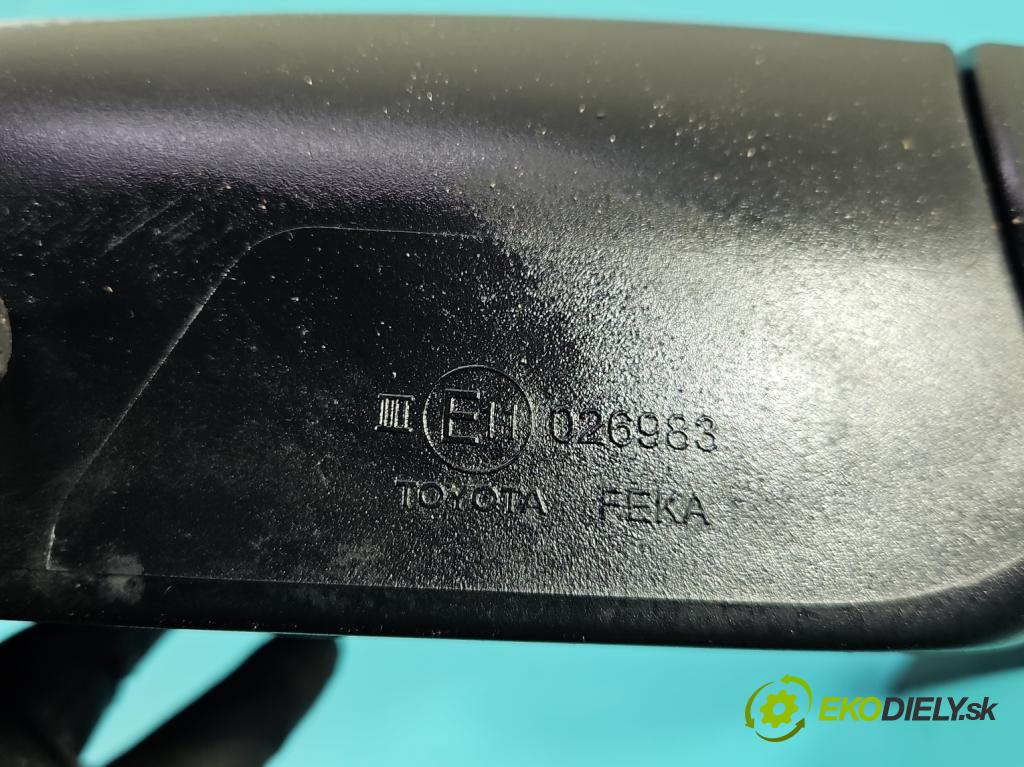 III E11 026983
TOYOTA FEKA
EKODIELY.sk